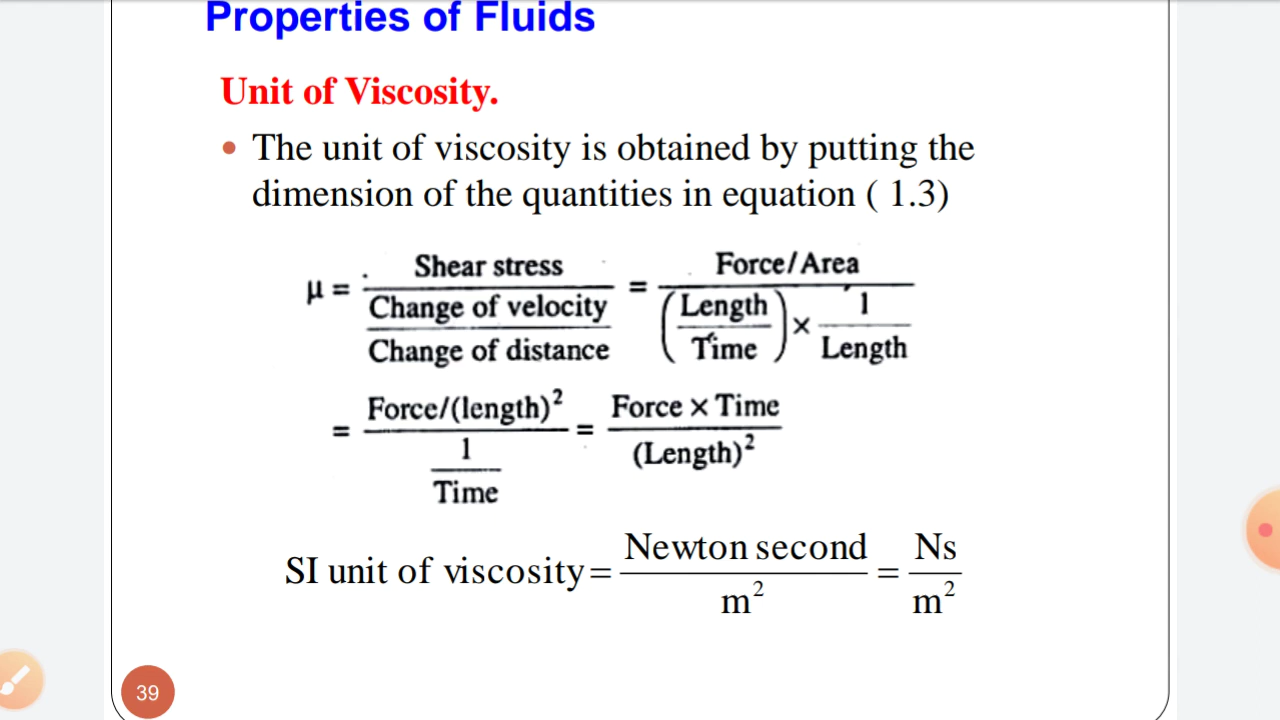 Properties of Fluids
Unit of Viscosity.
• The unit of viscosity is obtained by putting the
dimension of the quantities in equation ( 1.3)
μ = Shear stress / (Change of velocity / Change of distance) = Force/Area / ((Length / Time) × 1 / Length)
= Force/(length)² / (1 / Time) = Force × Time / (Length)²
SI unit of viscosity = Newton second / m² = Ns / m²
39